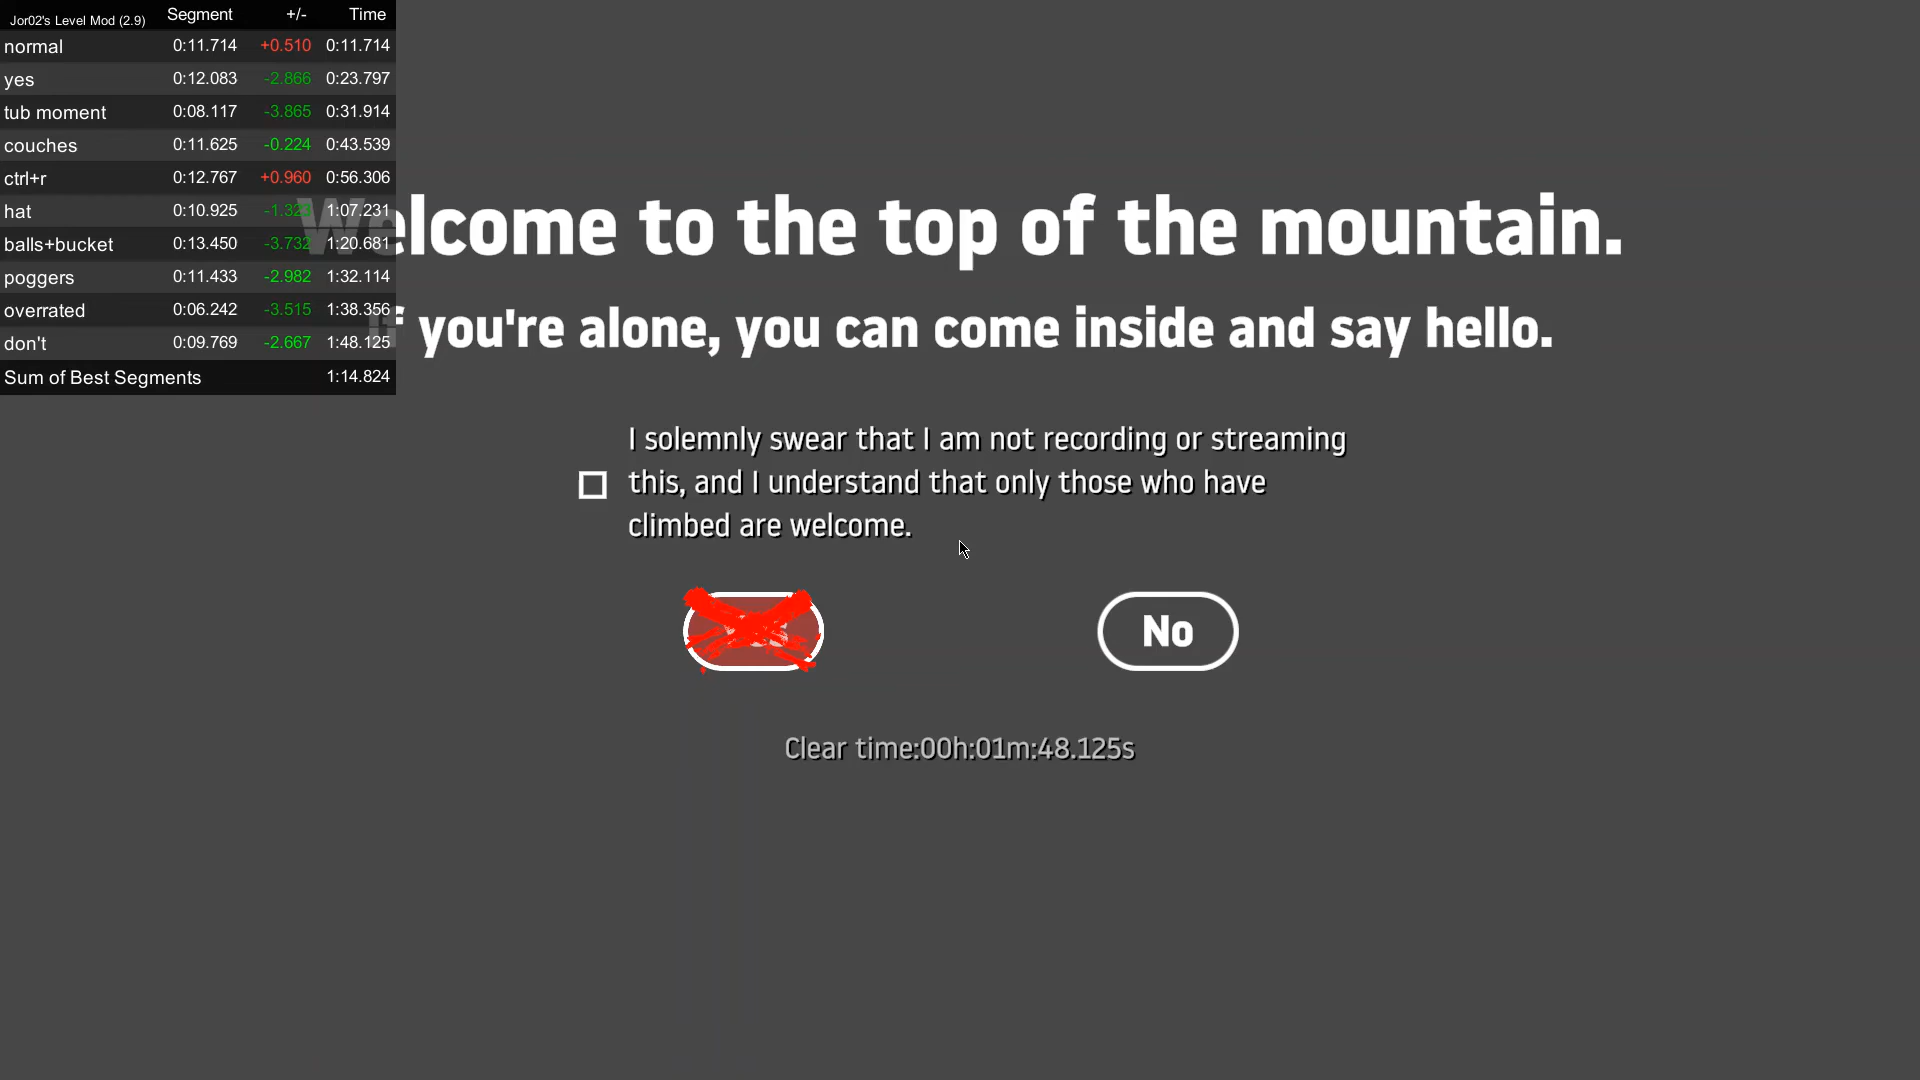 Jor02's Level Mod (2.9) Segment +/- Time
normal 0:11.714 +0.510 0:11.714
yes 0:12.083 -2.866 0:23.797
tub moment 0:08.117 -3.865 0:31.914
couches 0:11.625 -0.224 0:43.539
ctrl+r 0:12.767 +0.960 0:56.306
hat 0:10.925 1:07.231
balls+bucket 0:13.450 -3.732 1:20.681
poggers 0:11.433 -2.982 1:32.114
overrated 0:06.242 -3.515 1:38.356
don't 0:09.769 -2.667 1:48.125
Sum of Best Segments 1:14.824
Welcome to the top of the mountain.
If you're alone, you can come inside and say hello.
I solemnly swear that I am not recording or streaming
this, and I understand that only those who have
climbed are welcome.
No
Clear time:00h:01m:48.125s